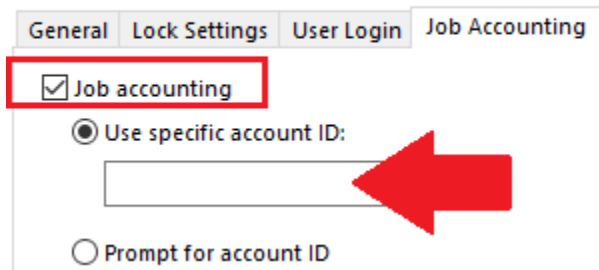 General Lock Settings User Login Job Accounting
Job accounting
Use specific account ID:
Prompt for account ID